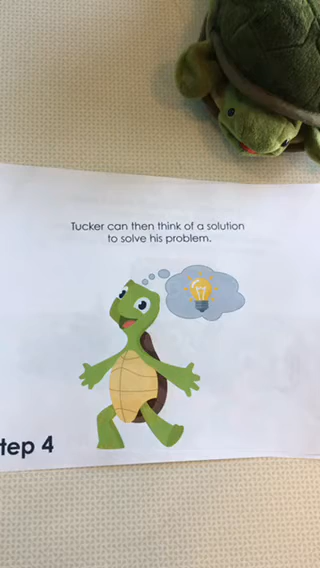 Tucker can then think of a solution
to solve his problem.
tep 4